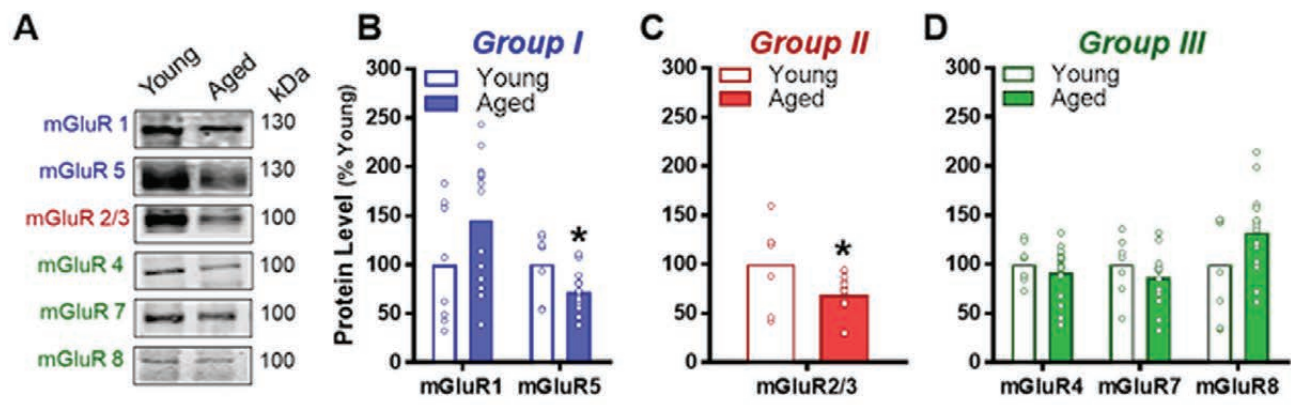 A
Young Aged kDa
mGluR 1 130
mGluR 5 130
mGluR 2/3 100
mGluR 4 100
mGluR 7 100
mGluR 8 100
B
Group I
Protein Level (% Young)
300
250
200
150
100
50
0
Young
Aged
*
mGluR1 mGluR5
C
Group II
300
250
200
150
100
50
0
Young
Aged
*
mGluR2/3
D
Group III
300
250
200
150
100
50
0
Young
Aged
mGluR4 mGluR7 mGluR8